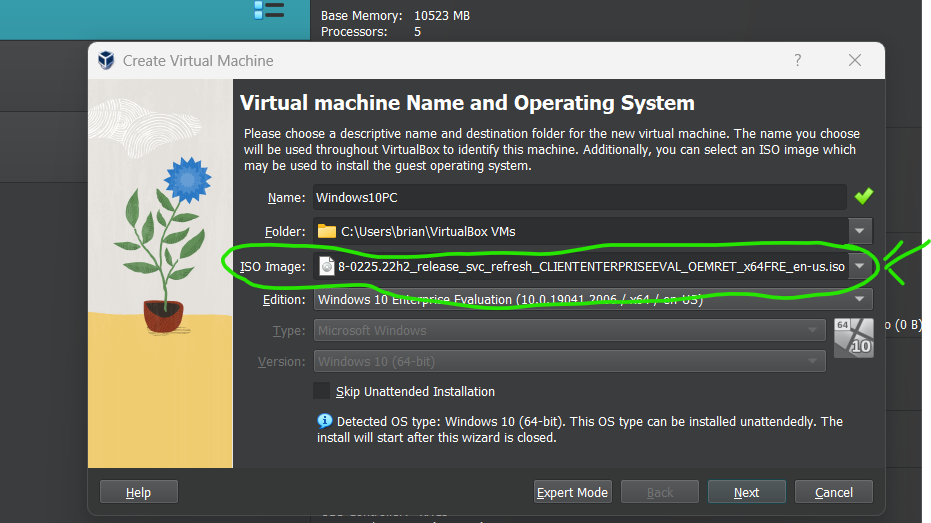 Base Memory: 10523 MB
Processors: 5
Create Virtual Machine
?
Virtual machine Name and Operating System
Please choose a descriptive name and destination folder for the new virtual machine. The name you choose
will be used throughout VirtualBox to identify this machine. Additionally, you can select an ISO image which
may be used to install the guest operating system.
Name: Windows10PC
Folder: C:\Users\brian\VirtualBox VMs
ISO Image: 8-0225.22h2_release_svc_refresh_CLIENTENTERPRISEEVAL_OEMRET_x64FRE_en-us.iso
Edition: Windows 10 Enterprise Evaluation (10.0.19041.2006 / x64 / en-US)
Type: Microsoft Windows
64
10
o (0 B)
Version: Windows 10 (64-bit)
Skip Unattended Installation
Detected OS type: Windows 10 (64-bit). This OS type can be installed unattendedly. The
install will start after this wizard is closed.
Help Expert Mode Back Next Cancel